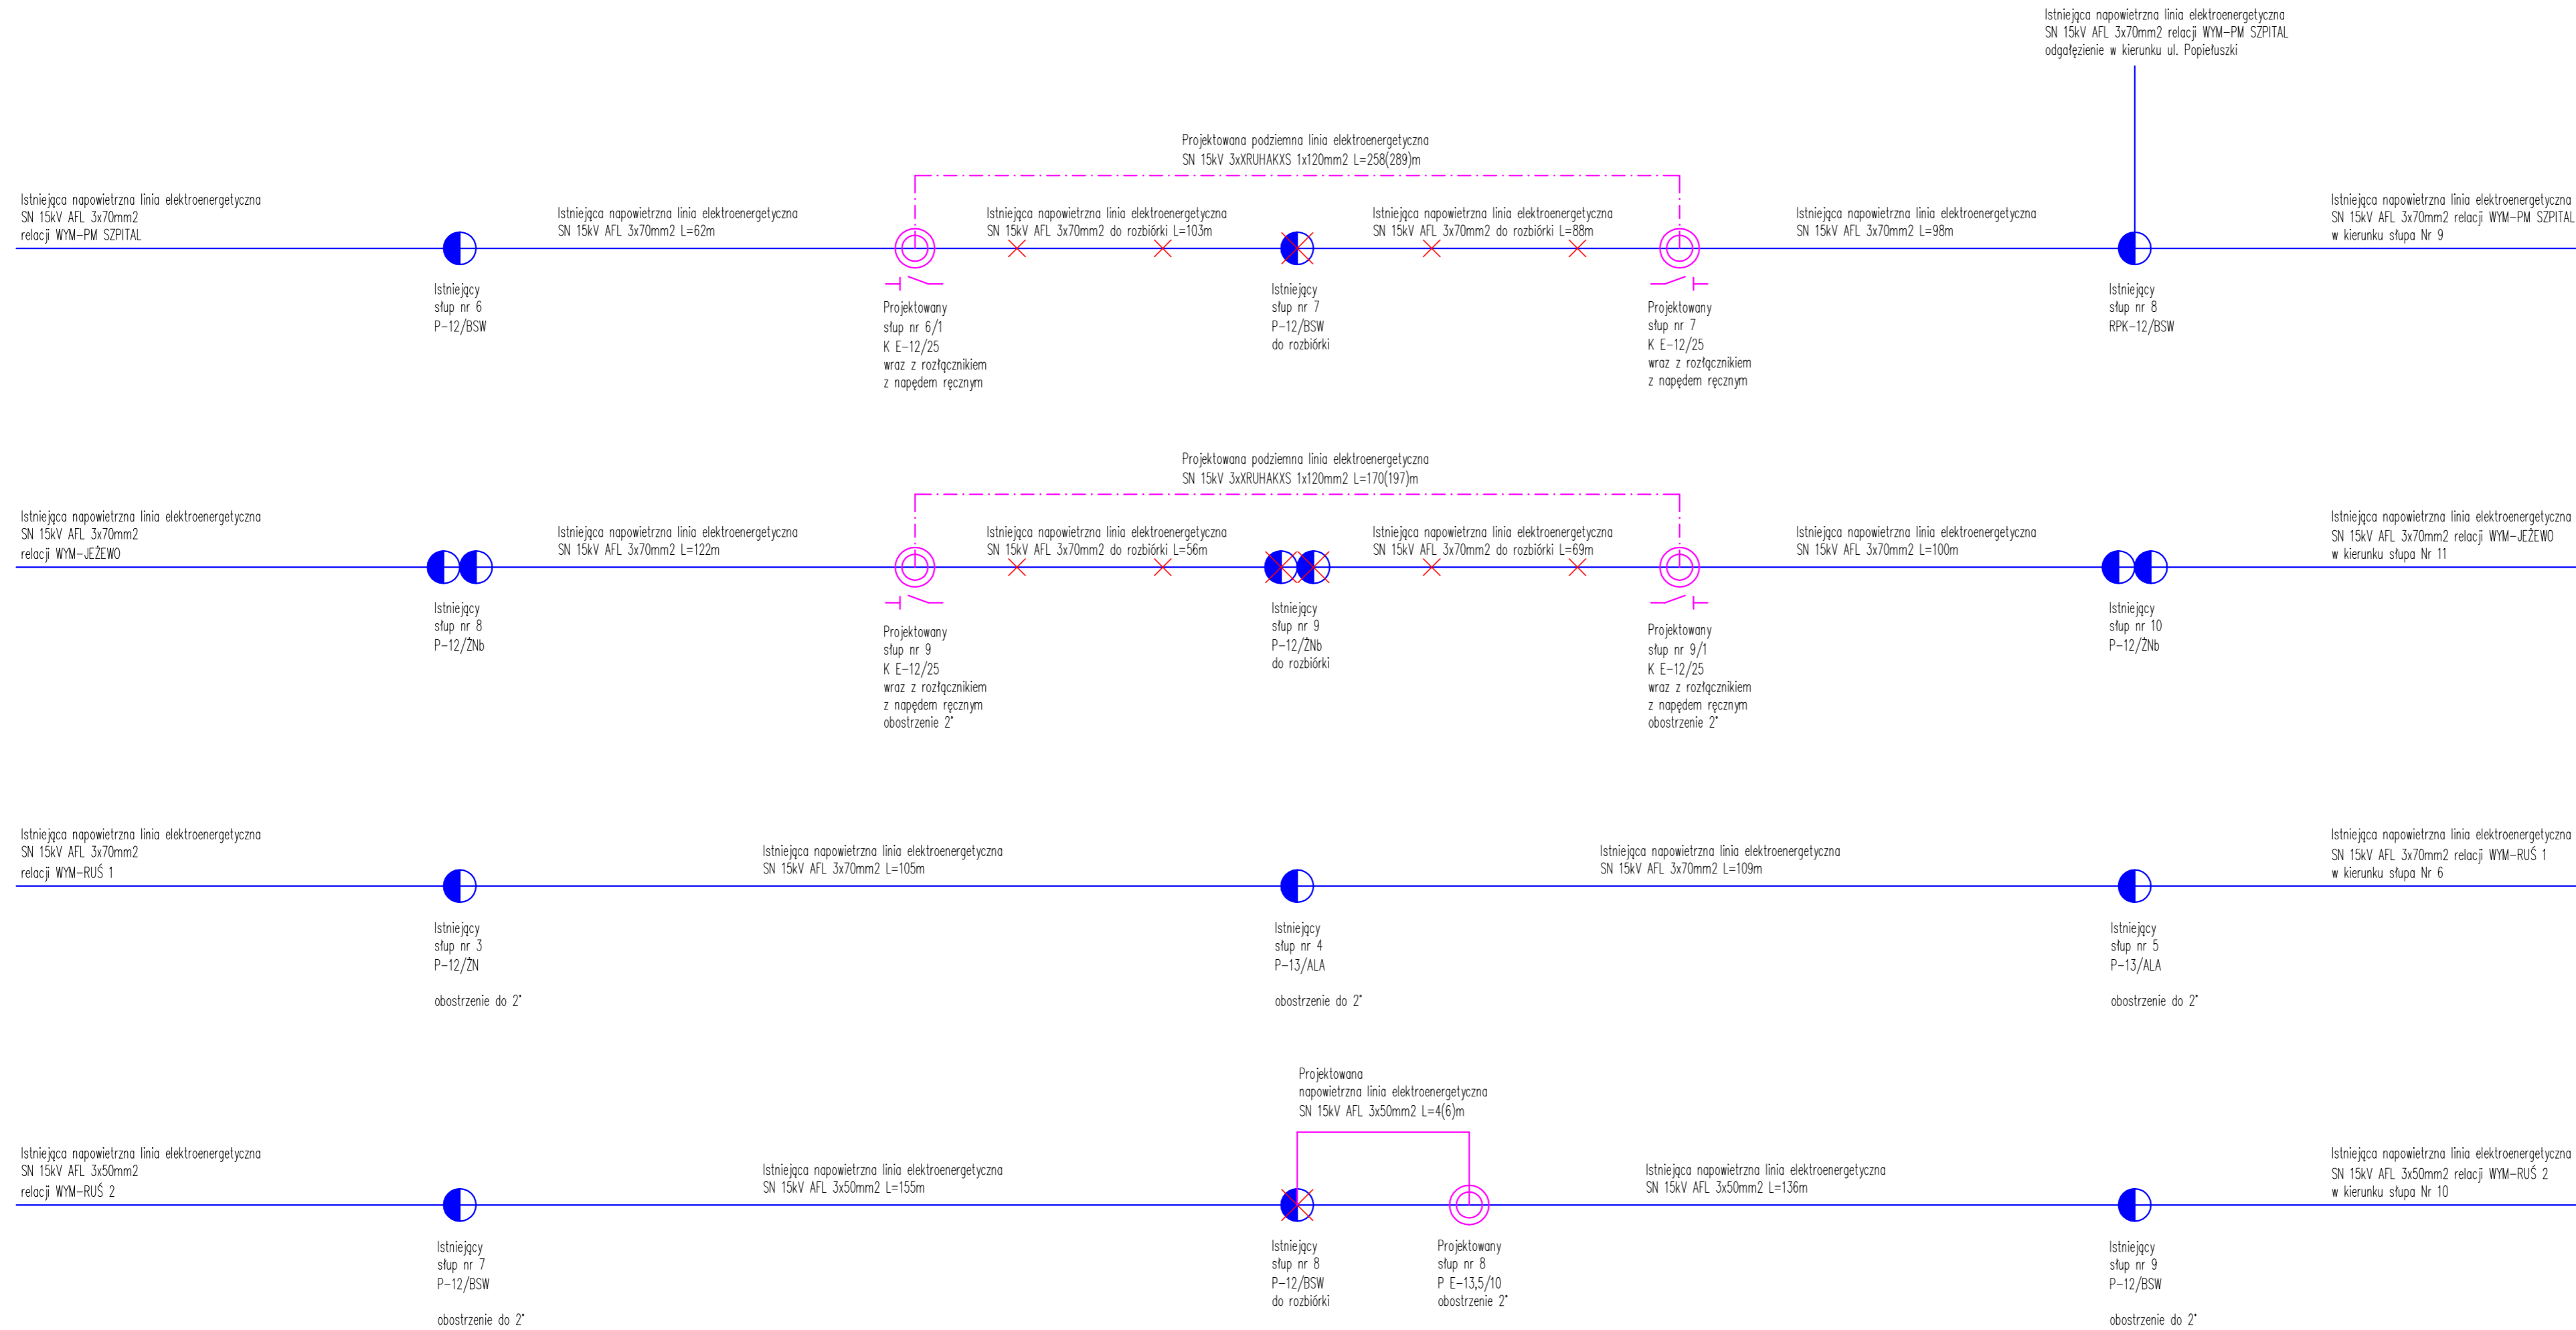 Istniejąca napowietrzna linia elektroenergetyczna
SN 15kV AFL 3x70mm2 relacji WYM-PM SZPITAL
odgałęzienie w kierunku ul. Popiełuszki
Projektowana podziemna linia elektroenergetyczna
SN 15kV 3xXRUHAKXS 1x120mm2 L=258(289)m
Istniejąca napowietrzna linia elektroenergetyczna
SN 15kV AFL 3x70mm2
relacji WYM-PM SZPITAL
Istniejąca napowietrzna linia elektroenergetyczna
SN 15kV AFL 3x70mm2 L=62m
Istniejąca napowietrzna linia elektroenergetyczna
SN 15kV AFL 3x70mm2 do rozbiórki L=103m
Istniejąca napowietrzna linia elektroenergetyczna
SN 15kV AFL 3x70mm2 do rozbiórki L=88m
Istniejąca napowietrzna linia elektroenergetyczna
SN 15kV AFL 3x70mm2 L=98m
Istniejąca napowietrzna linia elektroenergetyczna
SN 15kV AFL 3x70mm2 relacji WYM-PM SZPITAL
w kierunku słupa Nr 9
Istniejący
słup nr 6
P-12/BSW
Projektowany
słup nr 6/1
K E-12/25
wraz z rozłącznikiem
z napędem ręcznym
Istniejący
słup nr 7
P-12/BSW
do rozbiórki
Projektowany
słup nr 7
K E-12/25
wraz z rozłącznikiem
z napędem ręcznym
Istniejący
słup nr 8
RPK-12/BSW
Projektowana podziemna linia elektroenergetyczna
SN 15kV 3xXRUHAKXS 1x120mm2 L=170(197)m
Istniejąca napowietrzna linia elektroenergetyczna
SN 15kV AFL 3x70mm2
relacji WYM-JEŻEWO
Istniejąca napowietrzna linia elektroenergetyczna
SN 15kV AFL 3x70mm2 L=122m
Istniejąca napowietrzna linia elektroenergetyczna
SN 15kV AFL 3x70mm2 do rozbiórki L=56m
Istniejąca napowietrzna linia elektroenergetyczna
SN 15kV AFL 3x70mm2 do rozbiórki L=69m
Istniejąca napowietrzna linia elektroenergetyczna
SN 15kV AFL 3x70mm2 L=100m
Istniejąca napowietrzna linia elektroenergetyczna
SN 15kV AFL 3x70mm2 relacji WYM-JEŻEWO
w kierunku słupa Nr 11
Istniejący
słup nr 8
P-12/ŻNb
Projektowany
słup nr 9
K E-12/25
wraz z rozłącznikiem
z napędem ręcznym
obostrzenie 2°
Istniejący
słup nr 9
P-12/ŻNb
do rozbiórki
Projektowany
słup nr 9/1
K E-12/25
wraz z rozłącznikiem
z napędem ręcznym
obostrzenie 2°
Istniejący
słup nr 10
P-12/ŻNb
Istniejąca napowietrzna linia elektroenergetyczna
SN 15kV AFL 3x70mm2
relacji WYM-RUŚ 1
Istniejąca napowietrzna linia elektroenergetyczna
SN 15kV AFL 3x70mm2 L=105m
Istniejąca napowietrzna linia elektroenergetyczna
SN 15kV AFL 3x70mm2 L=109m
Istniejąca napowietrzna linia elektroenergetyczna
SN 15kV AFL 3x70mm2 relacji WYM-RUŚ 1
w kierunku słupa Nr 6
Istniejący
słup nr 3
P-12/ŻN
obostrzenie do 2°
Istniejący
słup nr 4
P-13/ALA
obostrzenie do 2°
Istniejący
słup nr 5
P-13/ALA
obostrzenie do 2°
Projektowana
napowietrzna linia elektroenergetyczna
SN 15kV AFL 3x50mm2 L=4(6)m
Istniejąca napowietrzna linia elektroenergetyczna
SN 15kV AFL 3x50mm2
relacji WYM-RUŚ 2
Istniejąca napowietrzna linia elektroenergetyczna
SN 15kV AFL 3x50mm2 L=155m
Istniejąca napowietrzna linia elektroenergetyczna
SN 15kV AFL 3x50mm2 L=136m
Istniejąca napowietrzna linia elektroenergetyczna
SN 15kV AFL 3x50mm2 relacji WYM-RUŚ 2
w kierunku słupa Nr 10
Istniejący
słup nr 7
P-12/BSW
obostrzenie do 2°
Istniejący
słup nr 8
P-12/BSW
do rozbiórki
Projektowany
słup nr 8
P E-13,5/10
obostrzenie 2°
Istniejący
słup nr 9
P-12/BSW
obostrzenie do 2°